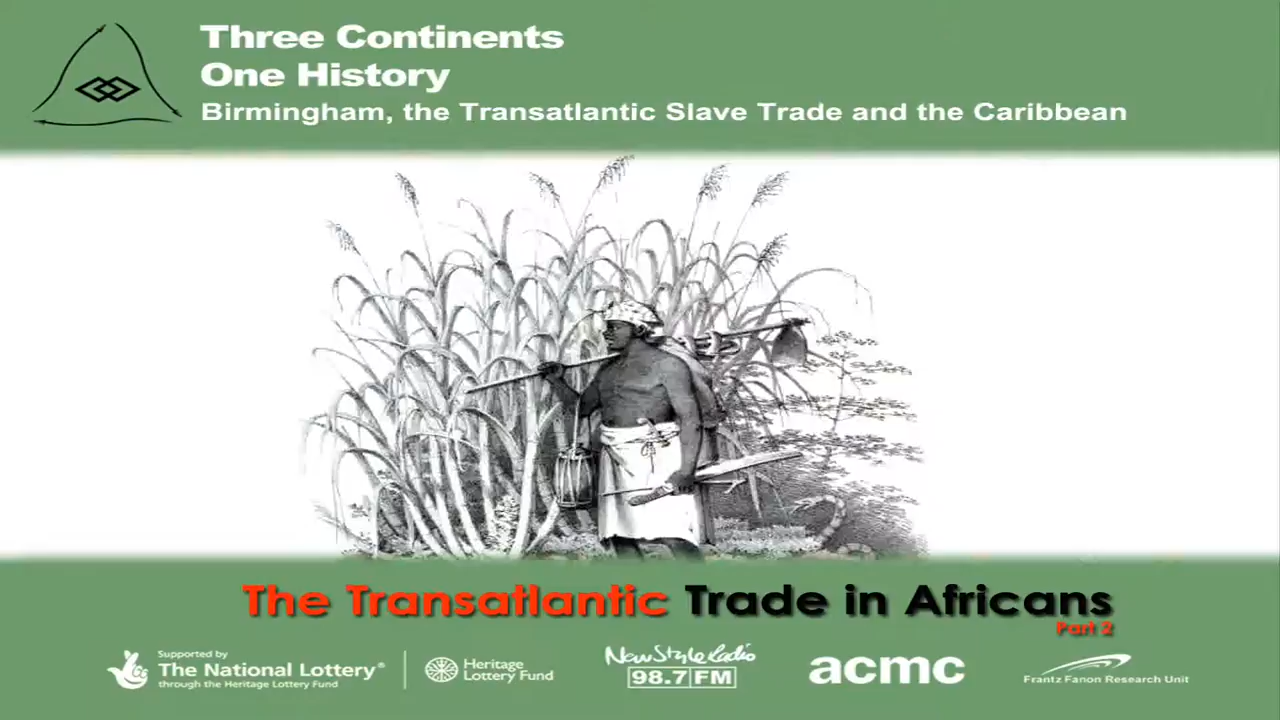 Three Continents
One History
Birmingham, the Transatlantic Slave Trade and the Caribbean
The Transatlantic Trade in Africans
Part 2
Supported by
The National Lottery®
through the Heritage Lottery Fund
Heritage
Lottery Fund
New Style Radio
98.7 FM
acmc
Frantz Fanon Research Unit